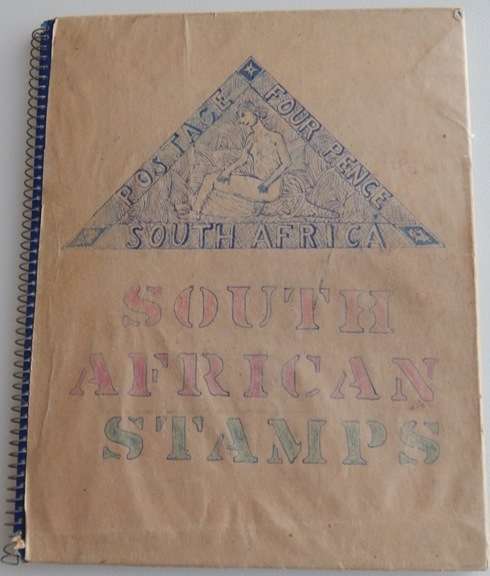 POSTAGE
FOUR PENCE
SOUTH AFRICA
SOUTH
AFRICAN
STAMPS